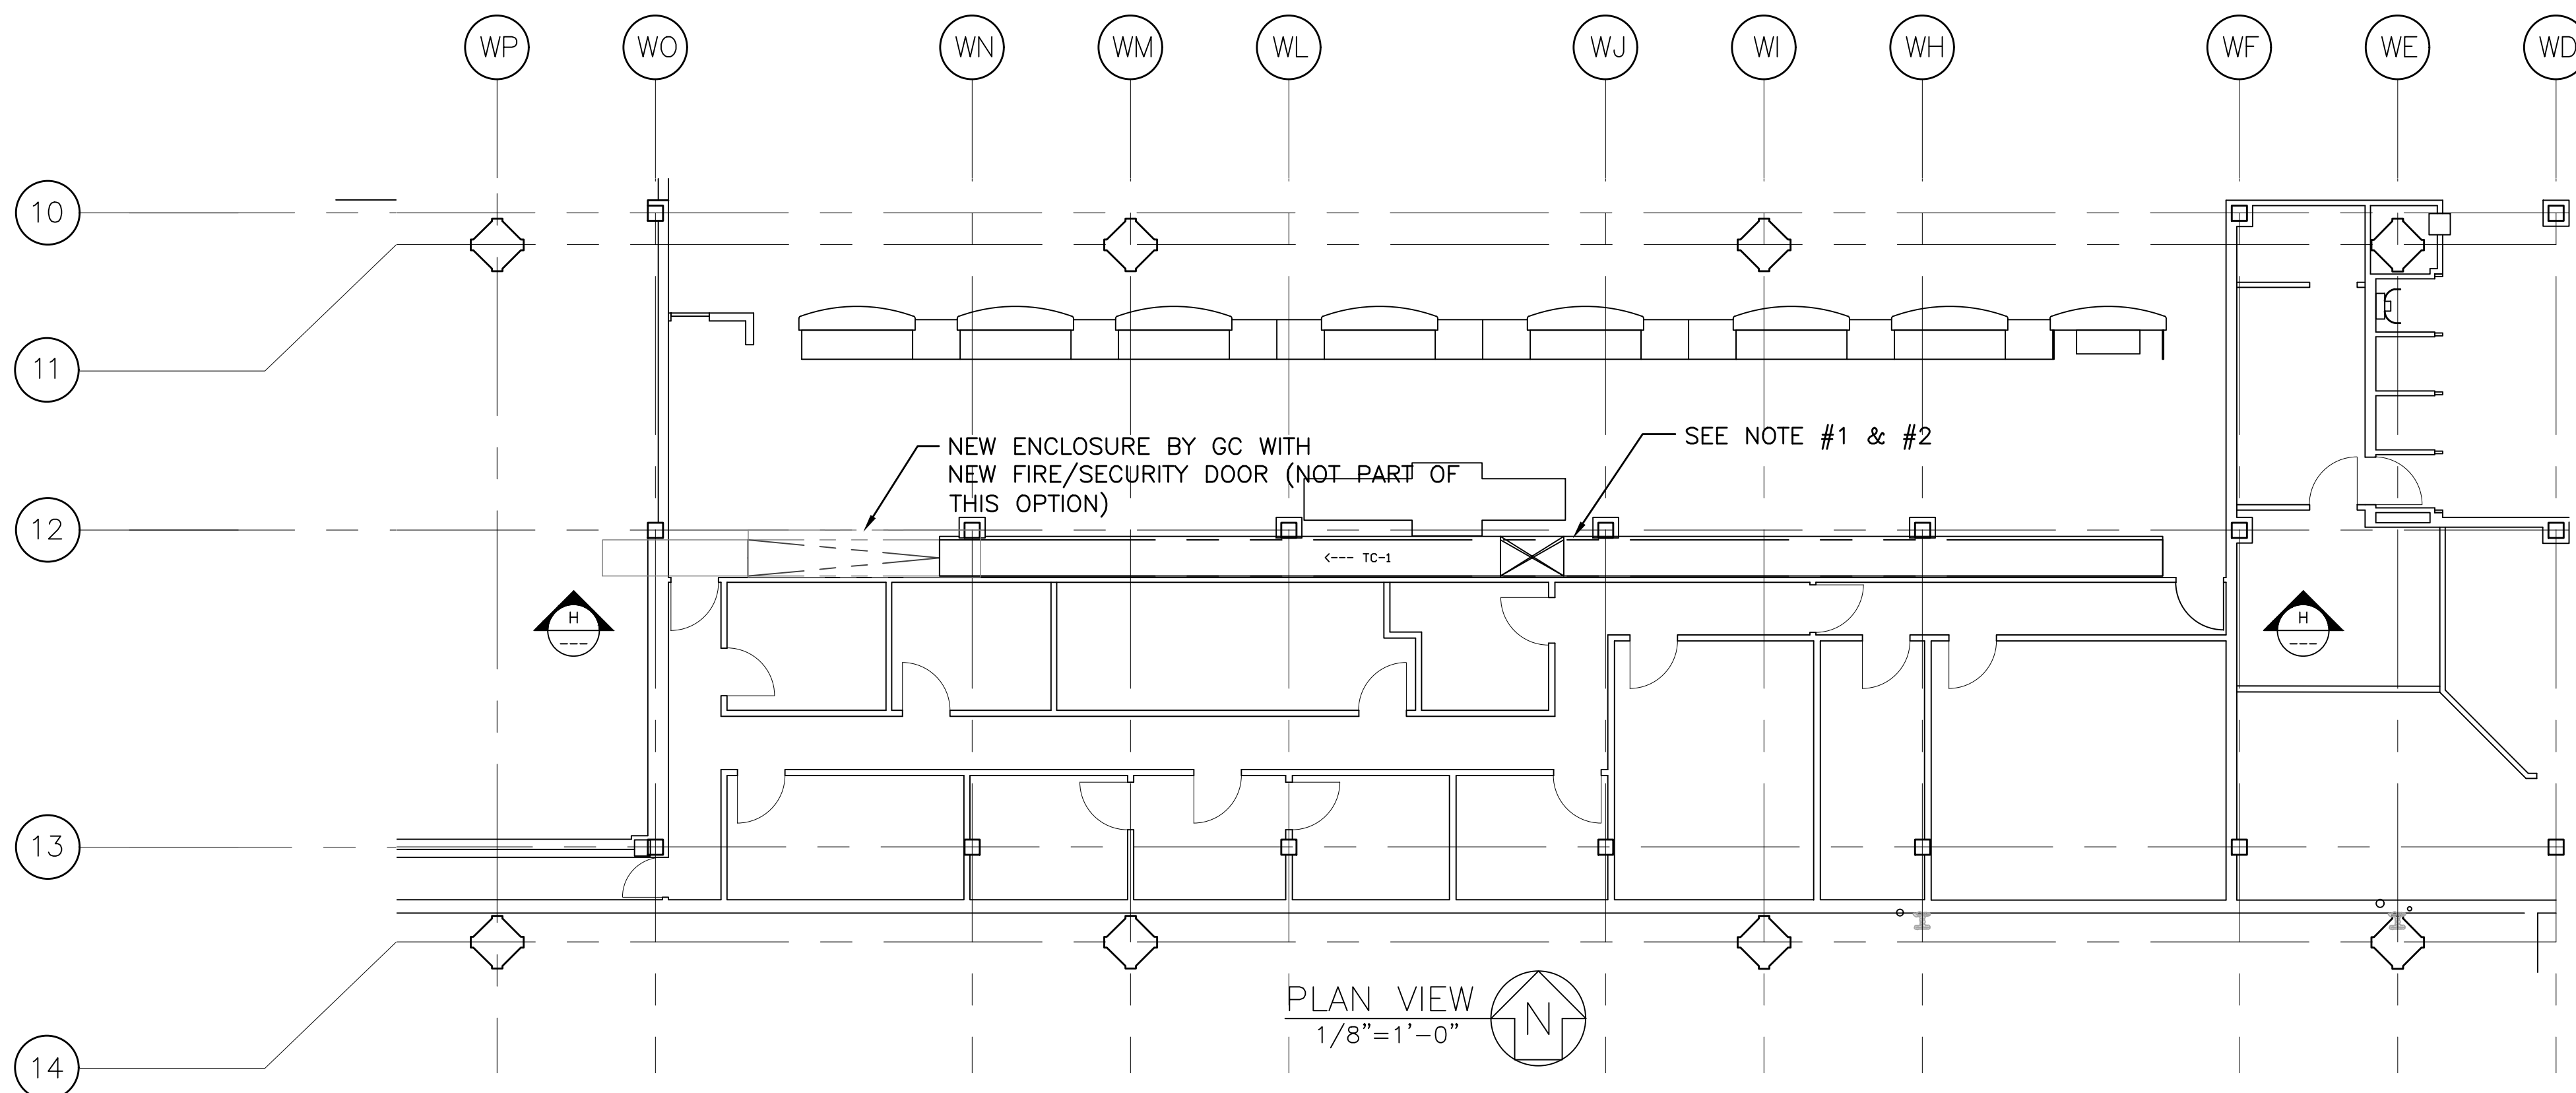 WP WO WN WM WL WJ WI WH WF WE WD
10
11
NEW ENCLOSURE BY GC WITH
NEW FIRE/SECURITY DOOR (NOT PART OF
THIS OPTION)
SEE NOTE #1 & #2
12
<--- TC-1
H
---
H
---
13
PLAN VIEW
1/8"=1'-0"
N
14